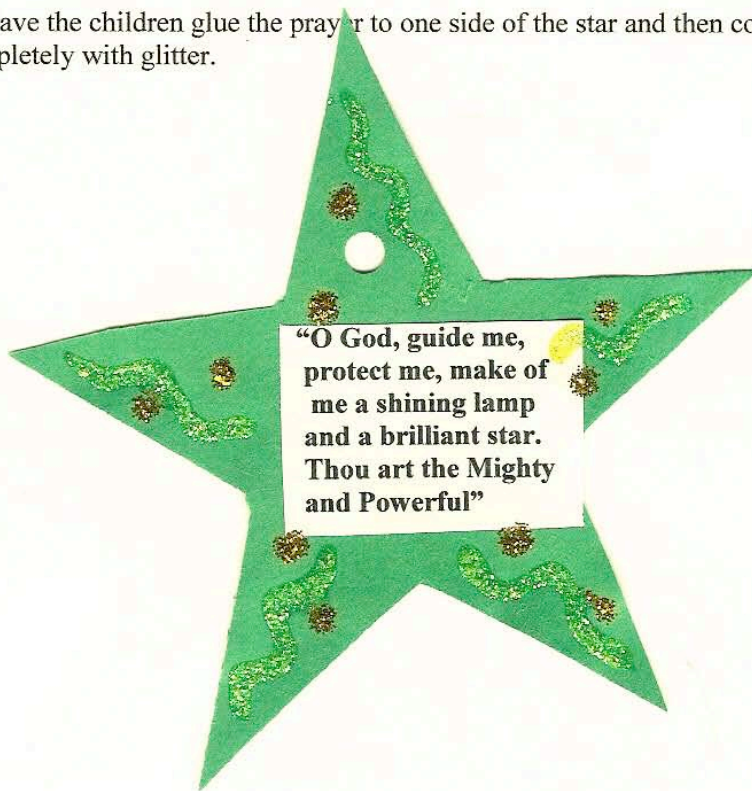 ave the children glue the pray r to one side of the star and then co
pletely with glitter.
“O God, guide me,
protect me, make of
me a shining lamp
and a brilliant star.
Thou art the Mighty
and Powerful”